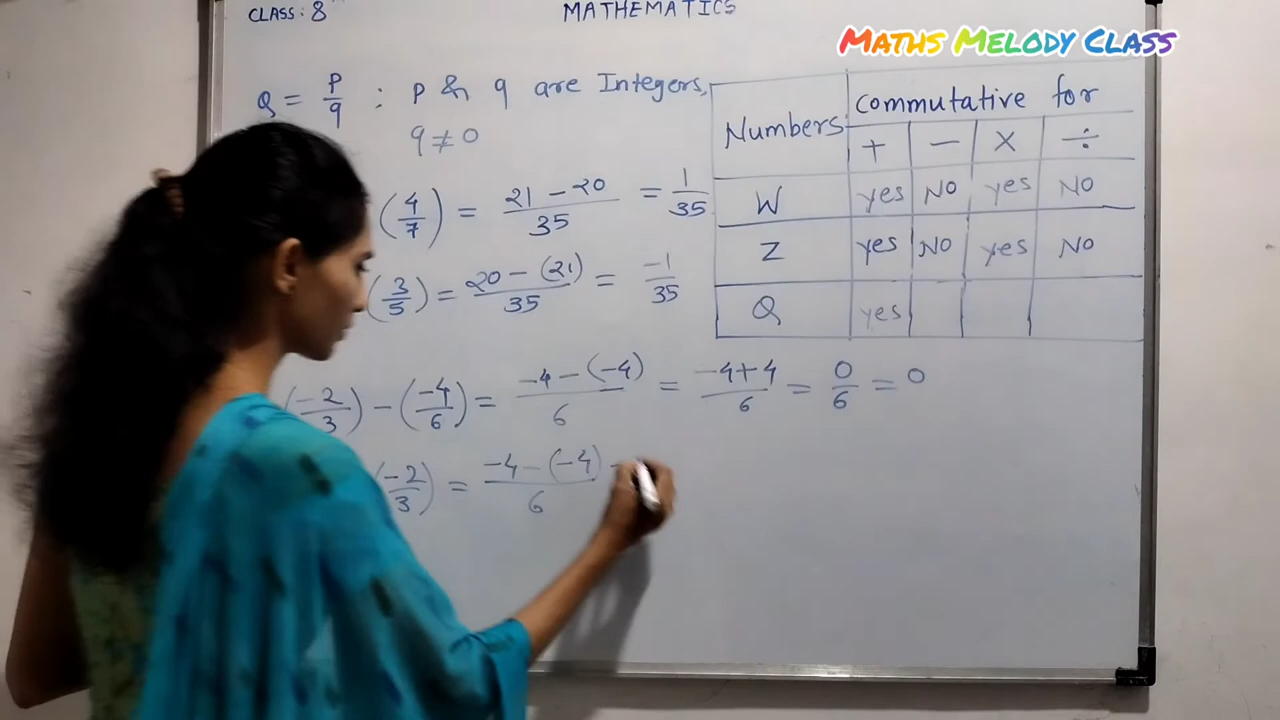 CLASS: 8
MATHEMATICS
MATHS MELODY CLASS
Q = p/q : p & q are Integers,
q ≠ 0
(4/7) = (21 - 20)/35 = 1/35
(3/5) = (20 - (21))/35 = -1/35
(-2/3) - (-4/6) = (-4 - (-4))/6 = (-4+4)/6 = 0/6 = 0
(-2/3) = (-4 - (-4))/6
Numbers commutative for
+ - × ÷
W yes NO yes NO
Z yes NO yes NO
Q yes